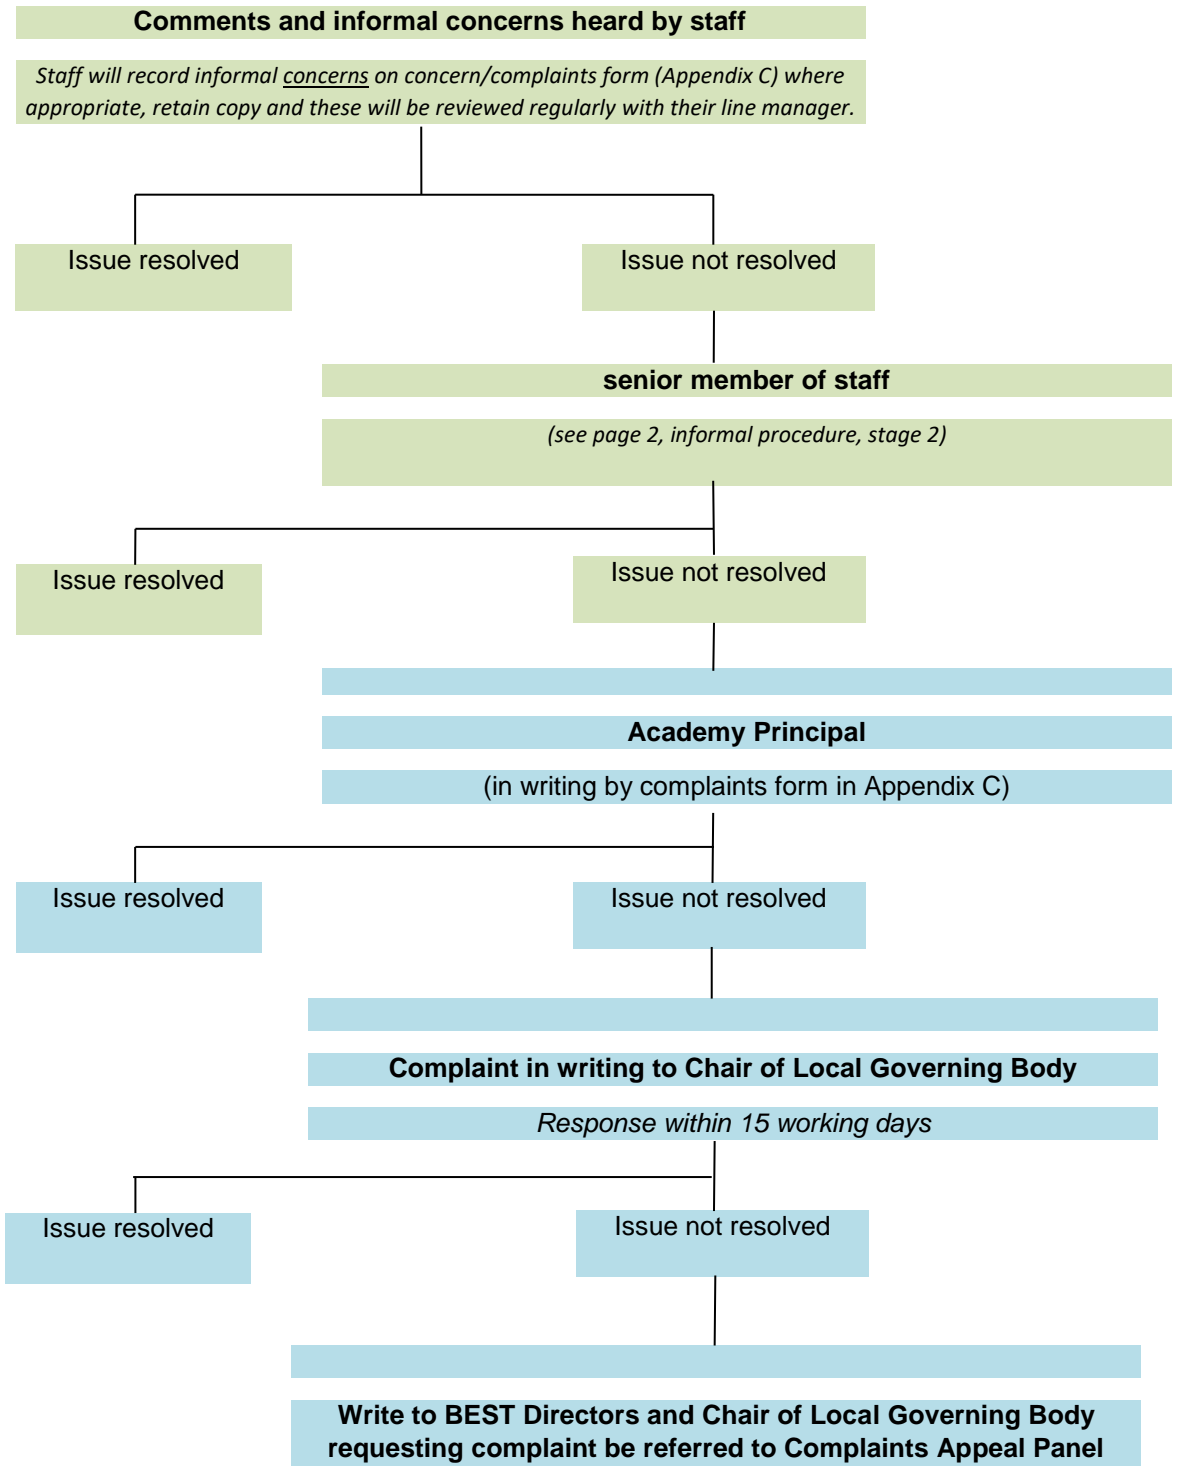 Comments and informal concerns heard by staff
Staff will record informal concerns on concern/complaints form (Appendix C) where
appropriate, retain copy and these will be reviewed regularly with their line manager.
Issue resolved
Issue not resolved
senior member of staff
(see page 2, informal procedure, stage 2)
Issue resolved
Issue not resolved
Academy Principal
(in writing by complaints form in Appendix C)
Issue resolved
Issue not resolved
Complaint in writing to Chair of Local Governing Body
Response within 15 working days
Issue resolved
Issue not resolved
Write to BEST Directors and Chair of Local Governing Body
requesting complaint be referred to Complaints Appeal Panel